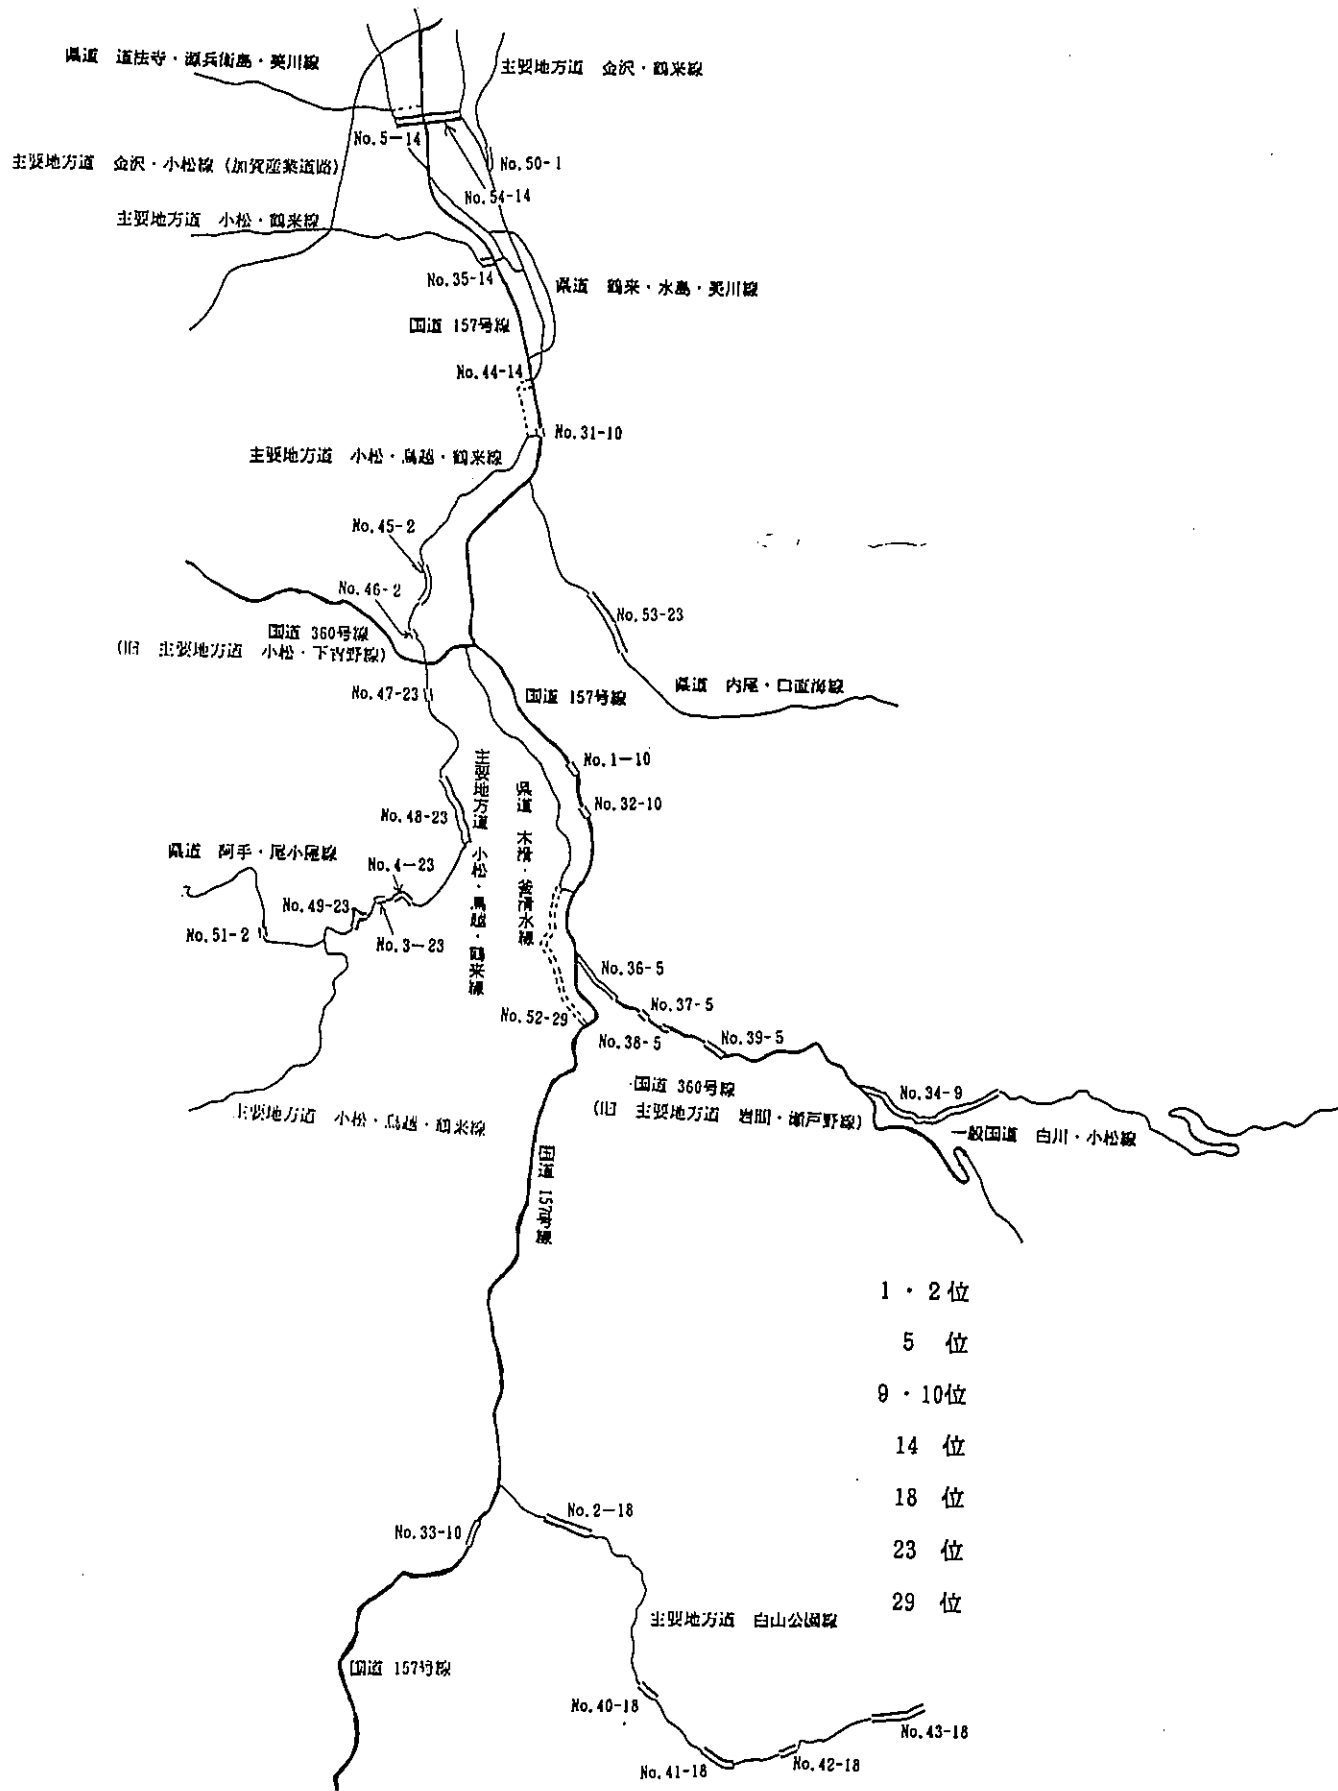 県道 道法寺・源兵衛島・美川線
主要地方道 金沢・鶴来線
No.5-14
主要地方道 金沢・小松線(加賀産業道路)
No.50-1
No.54-14
主要地方道 小松・鶴来線
No.35-14
県道 鶴来・水島・美川線
国道 157号線
No.44-14
No.31-10
主要地方道 小松・鳥越・鶴来線
No.45-2
No.46-2
No.53-23
国道 360号線
(旧 主要地方道 小松・下吉野線)
県道 内尾・口直海線
No.47-23
国道 157号線
No.1-10
主要地方道 小松・鳥越・鶴来線
県道 木滑・釜清水線
No.32-10
No.48-23
県道 阿手・尾小屋線
No.4-23
No.49-23
No.51-2
No.3-23
No.36-5
No.37-5
No.52-29
No.38-5
No.39-5
国道 360号線
(旧 主要地方道 岩間・瀬戸野線)
No.34-9
主要地方道 小松・鳥越・鶴来線
一般国道 白川・小松線
国道 157号線
1・2位
5 位
9・10位
14 位
18 位
23 位
29 位
No.2-18
No.33-10
主要地方道 白山公園線
国道 157号線
No.40-18
No.43-18
No.41-18
No.42-18